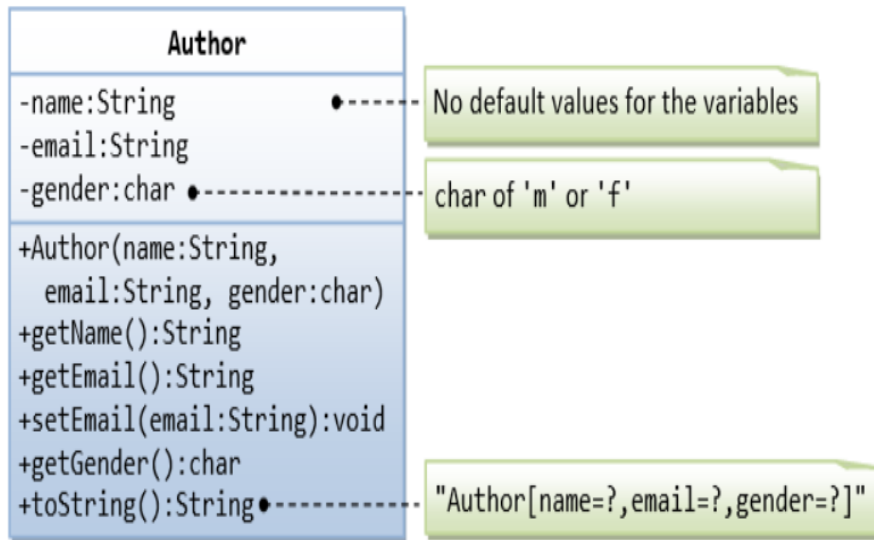 Author
-name:String
No default values for the variables
-email:String
-gender:char
char of 'm' or 'f'
+Author(name:String,
email:String, gender:char)
+getName():String
+getEmail():String
+setEmail(email:String):void
+getGender():char
+toString():String
"Author[name=?,email=?,gender=?]"